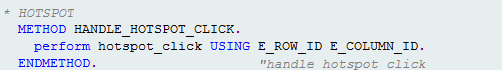 * HOTSPOT
METHOD HANDLE_HOTSPOT_CLICK.
perform hotspot_click USING E_ROW_ID E_COLUMN_ID.
ENDMETHOD. "handle hotspot click